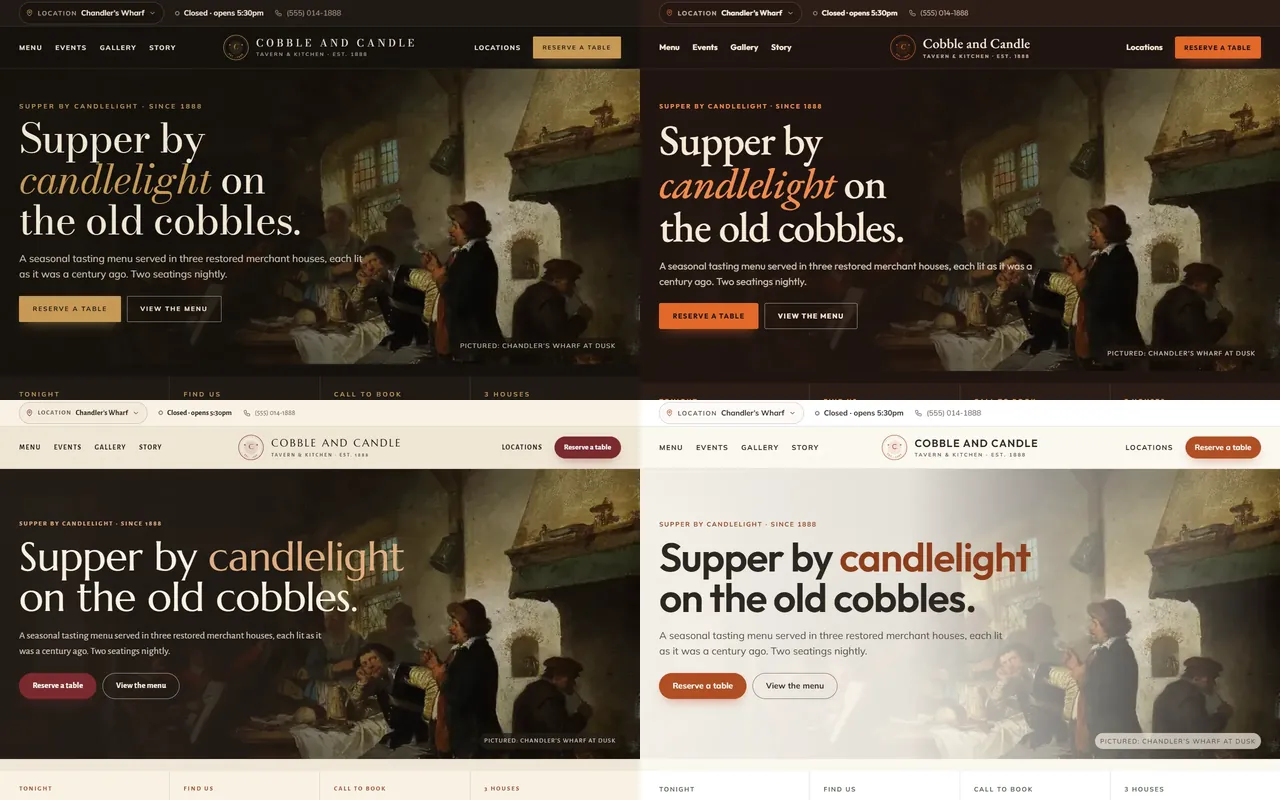 LOCATION Chandler's Wharf
Closed · opens 5:30pm
(555) 014-1888
MENU EVENTS GALLERY STORY
C
COBBLE AND CANDLE
TAVERN & KITCHEN · EST. 1888
LOCATIONS
RESERVE A TABLE
SUPPER BY CANDLELIGHT · SINCE 1888
Supper by
candlelight on
the old cobbles.
A seasonal tasting menu served in three restored merchant houses, each lit
as it was a century ago. Two seatings nightly.
RESERVE A TABLE
VIEW THE MENU
PICTURED: CHANDLER'S WHARF AT DUSK
TONIGHT
FIND US
CALL TO BOOK
3 HOUSES
LOCATION Chandler's Wharf
Closed · opens 5:30pm
(555) 014-1888
Menu Events Gallery Story
C
Cobble and Candle
TAVERN & KITCHEN · EST. 1888
Locations
RESERVE A TABLE
SUPPER BY CANDLELIGHT · SINCE 1888
Supper by
candlelight on
the old cobbles.
A seasonal tasting menu served in three restored merchant houses, each lit as it was a
century ago. Two seatings nightly.
RESERVE A TABLE
VIEW THE MENU
PICTURED: CHANDLER'S WHARF AT DUSK
LOCATION Chandler's Wharf
Closed · opens 5:30pm
(555) 014-1888
MENU EVENTS GALLERY STORY
C
COBBLE AND CANDLE
TAVERN & KITCHEN · EST. 1888
LOCATIONS
Reserve a table
SUPPER BY CANDLELIGHT · SINCE 1888
Supper by candlelight
on the old cobbles.
A seasonal tasting menu served in three restored merchant houses, each lit as it
was a century ago. Two seatings nightly.
Reserve a table
View the menu
PICTURED: CHANDLER'S WHARF AT DUSK
TONIGHT
FIND US
CALL TO BOOK
3 HOUSES
LOCATION Chandler's Wharf
Closed · opens 5:30pm
(555) 014-1888
MENU EVENTS GALLERY STORY
C
COBBLE AND CANDLE
TAVERN & KITCHEN · EST. 1888
LOCATIONS
Reserve a table
SUPPER BY CANDLELIGHT · SINCE 1888
Supper by candlelight
on the old cobbles.
A seasonal tasting menu served in three restored merchant houses, each lit
as it was a century ago. Two seatings nightly.
Reserve a table
View the menu
PICTURED: CHANDLER'S WHARF AT DUSK
TONIGHT
FIND US
CALL TO BOOK
3 HOUSES